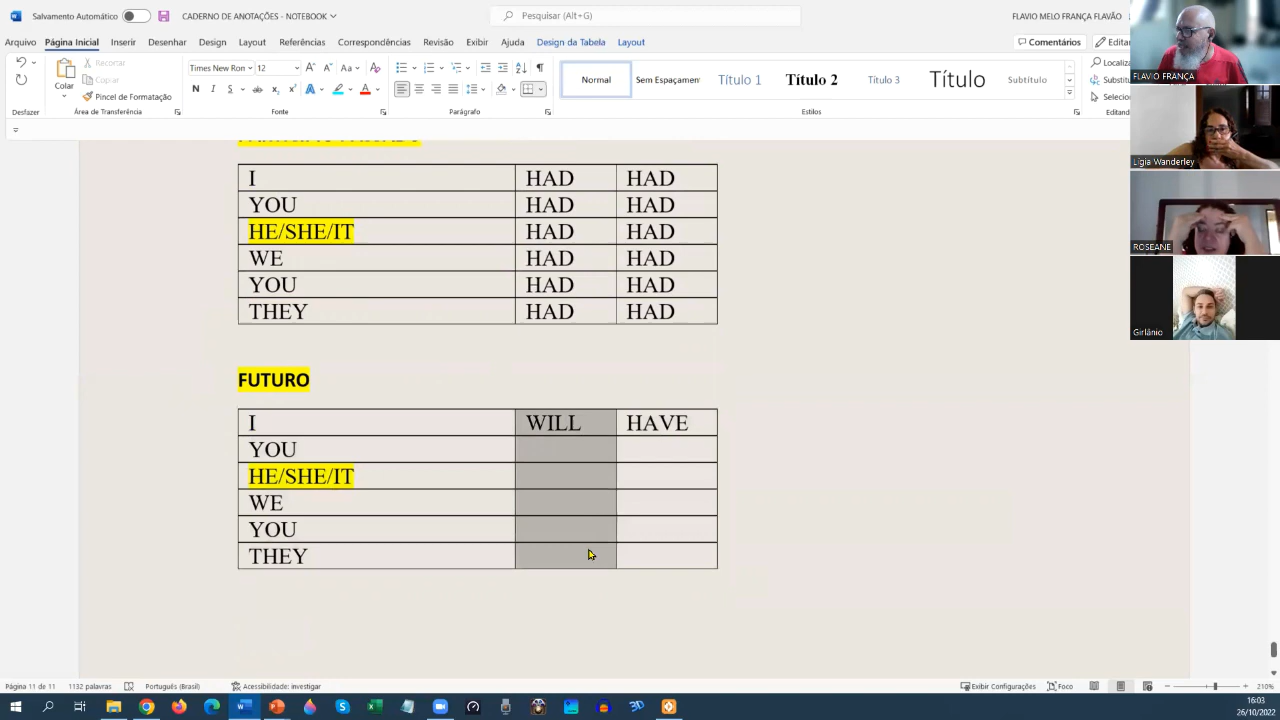 Salvamento Automático
CADERNO DE ANOTAÇÕES - NOTEBOOK
Pesquisar (Alt+G)
FLAVIO MELO FRANÇA FLAVÃO
Arquivo Página Inicial Inserir Desenhar Design Layout Referências Correspondências Revisão Exibir Ajuda Design da Tabela Layout
Comentários
Colar
Recortar
Copiar
Pincel de Formatação
Times New Ron 12
Normal
Sem Espaçamen
Título 1
Título 2
Título 3
Título
Subtítulo
Desfazer
Área de Transferência
Fonte
Parágrafo
Estilos
Editando
FLAVIO FRANÇA
Lígia Wanderley
ROSEANE
Girlânio
I HAD HAD
YOU HAD HAD
HE/SHE/IT HAD HAD
WE HAD HAD
YOU HAD HAD
THEY HAD HAD
FUTURO
I WILL HAVE
YOU
HE/SHE/IT
WE
YOU
THEY
Página 11 de 11 1132 palavras Português (Brasil) Acessibilidade: investigar
Exibir Configurações Foco 210%
16:03
26/10/2022